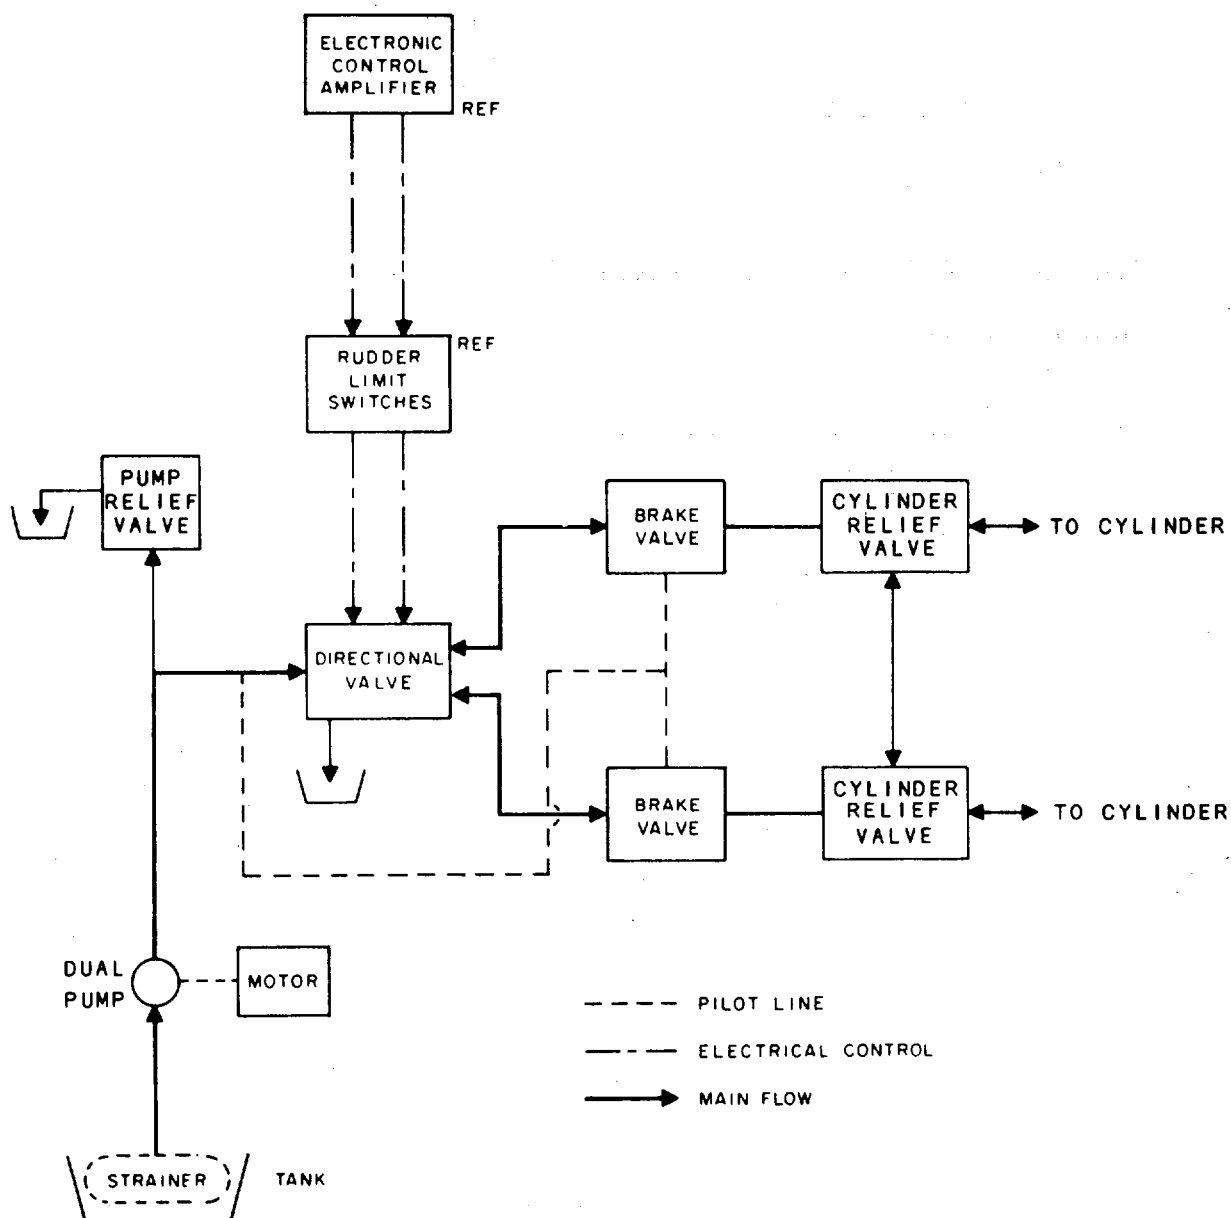 ELECTRONIC
CONTROL
AMPLIFIER
REF
RUDDER
LIMIT
SWITCHES
REF
PUMP
RELIEF
VALVE
BRAKE
VALVE
CYLINDER
RELIEF
VALVE
TO CYLINDER
DIRECTIONAL
VALVE
BRAKE
VALVE
CYLINDER
RELIEF
VALVE
TO CYLINDER
DUAL
PUMP
MOTOR
PILOT LINE
ELECTRICAL CONTROL
MAIN FLOW
STRAINER
TANK